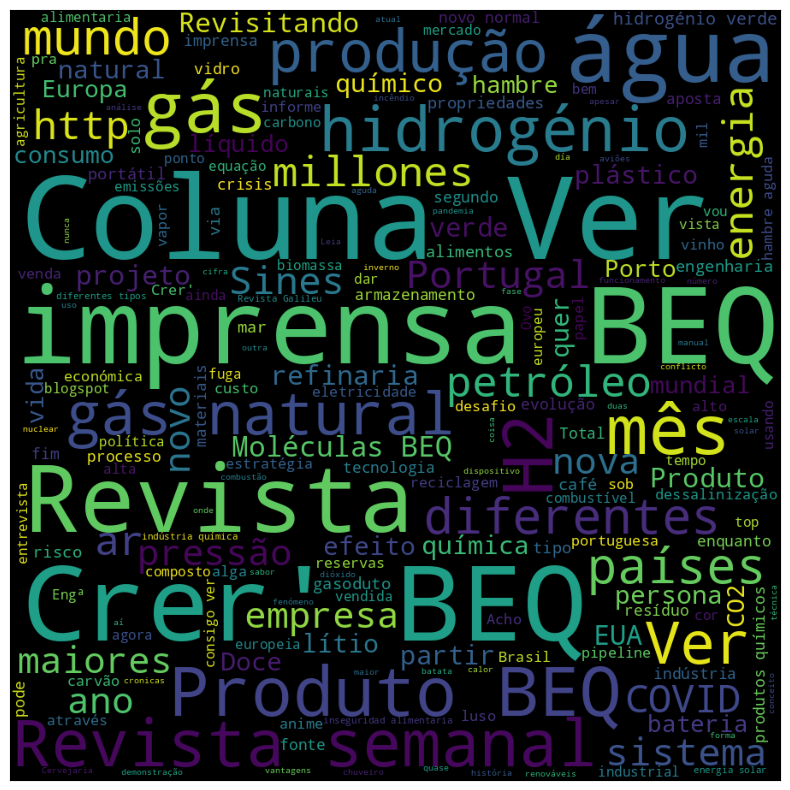 alimentaria
atual
mercado
novo normal
hidrogénio verde
mundo
Revisitando
imprensa
produção
água
pra
natural
vidro
químico
hambre
agricultura
Europa
gás
naturais
análise
incêndio
propriedades
bem
apesar
aposta
http
solo
informe
carbono
hidrogénio
mil
energia
consumo
líquido
ponto
equação
día
aviões
portátil
emissões
crisis
millones
segundo
plástico
hambre aguda
Coluna Ver
nunca
vapor
via
aguda
pandemia
verde
vou
vista
vinho
Leia
alimentos
venda
projeto
Crer'
ainda
cifra
Sines
biomassa
dar
inverno
Portugal
Porto
engenharia
funcionamento
diferentes tipos
Revista Galileu
armazenamento
fase
numero
uso
outra
mar
Ovo
europeu
quer
papel
manual
imprensa BEQ
vida
económica
blogspot
materiais
fuga
custo
refinaria
eletricidade
petróleo
conflicto
mundial
gás natural
novo
desafio
evolução
duas
alto
usando
nuclear
política
processo
Moléculas BEQ
coisa
H2
Total
mês
escala
solar
fim
alta
estratégia
tecnologia
café
sob
tempo
combustão
reciclagem
dispositivo
nova
combustível
Produto
dessalinização
entrevista
Revista
onde
diferentes
top
indústria química
ar
pressão
efeito
química
tipo
portuguesa
enquanto
risco
composto
alga
sabor
reservas
gasoduto
países
Engª
dióxido
vendida
persona
Crer' BEQ
fenómeno
empresa
Acho
resíduo
cor
CO2
técnica
aí
agora
consigo ver
europeia
lítio
EUA
Ver
maiores
Doce
partir
Brasil
pipeline
produtos químicos
carvão
cronicas
maior
calor
batata
indústria
conceito
pode
ano
Produto BEQ
COVID
através
anime
inseguridad alimentaria
luso
bateria
fonte
forma
Revista semanal
quase
história
sistema
Cervejaria
demonstração
vantagens
chuveiro
renováveis
industrial
energia solar